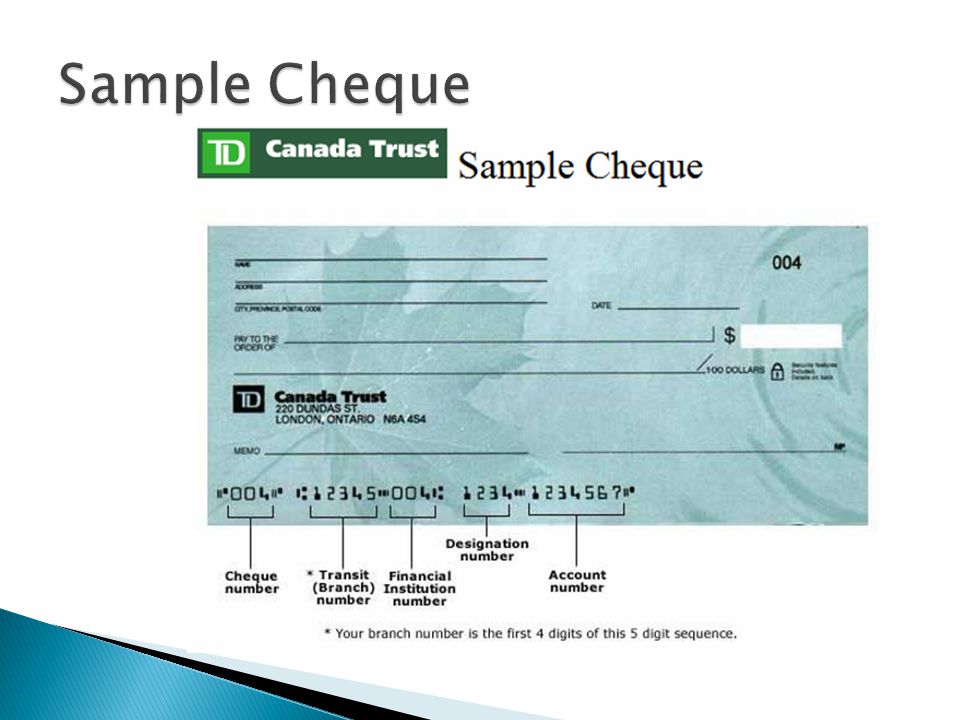 Sample Cheque
TD Canada Trust Sample Cheque
004
NAME
ADDRESS
CITY, PROVINCE, POSTAL CODE
DATE
PAY TO THE
ORDER OF
$
/100 DOLLARS
Security features
included.
Details on back
TD Canada Trust
220 DUNDAS ST.
LONDON, ONTARIO N6A 4S4
MEMO
MP
⑈004⑈ ⑆12345⑉004⑆ 1234⑉1234567⑈
Cheque
number
* Transit
(Branch)
number
Financial
Institution
number
Designation
number
Account
number
* Your branch number is the first 4 digits of this 5 digit sequence.